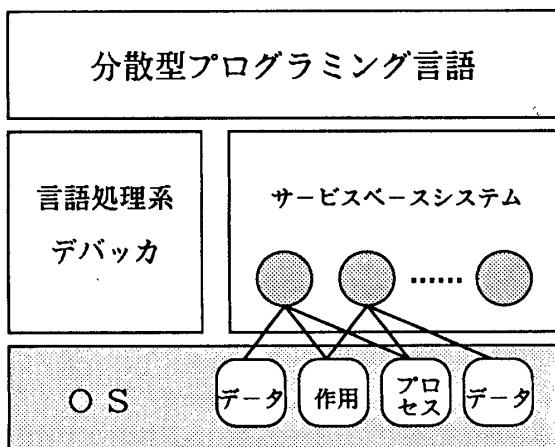 分散型プログラミング言語
言語処理系
デバッカ
サービスベースシステム
……
OS
データ
作用
プロ
セス
データ